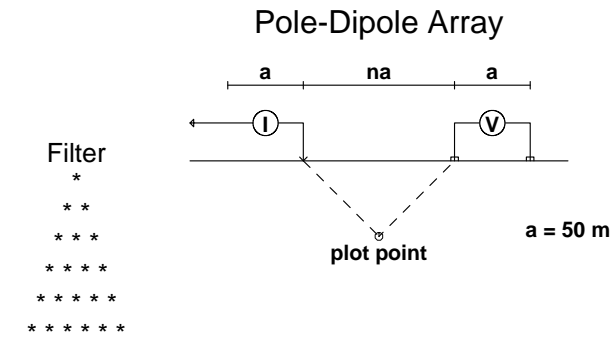 Pole-Dipole Array
a na a
I V
Filter
*
* *
* * *
* * * *
* * * * *
* * * * * *
plot point
a = 50 m